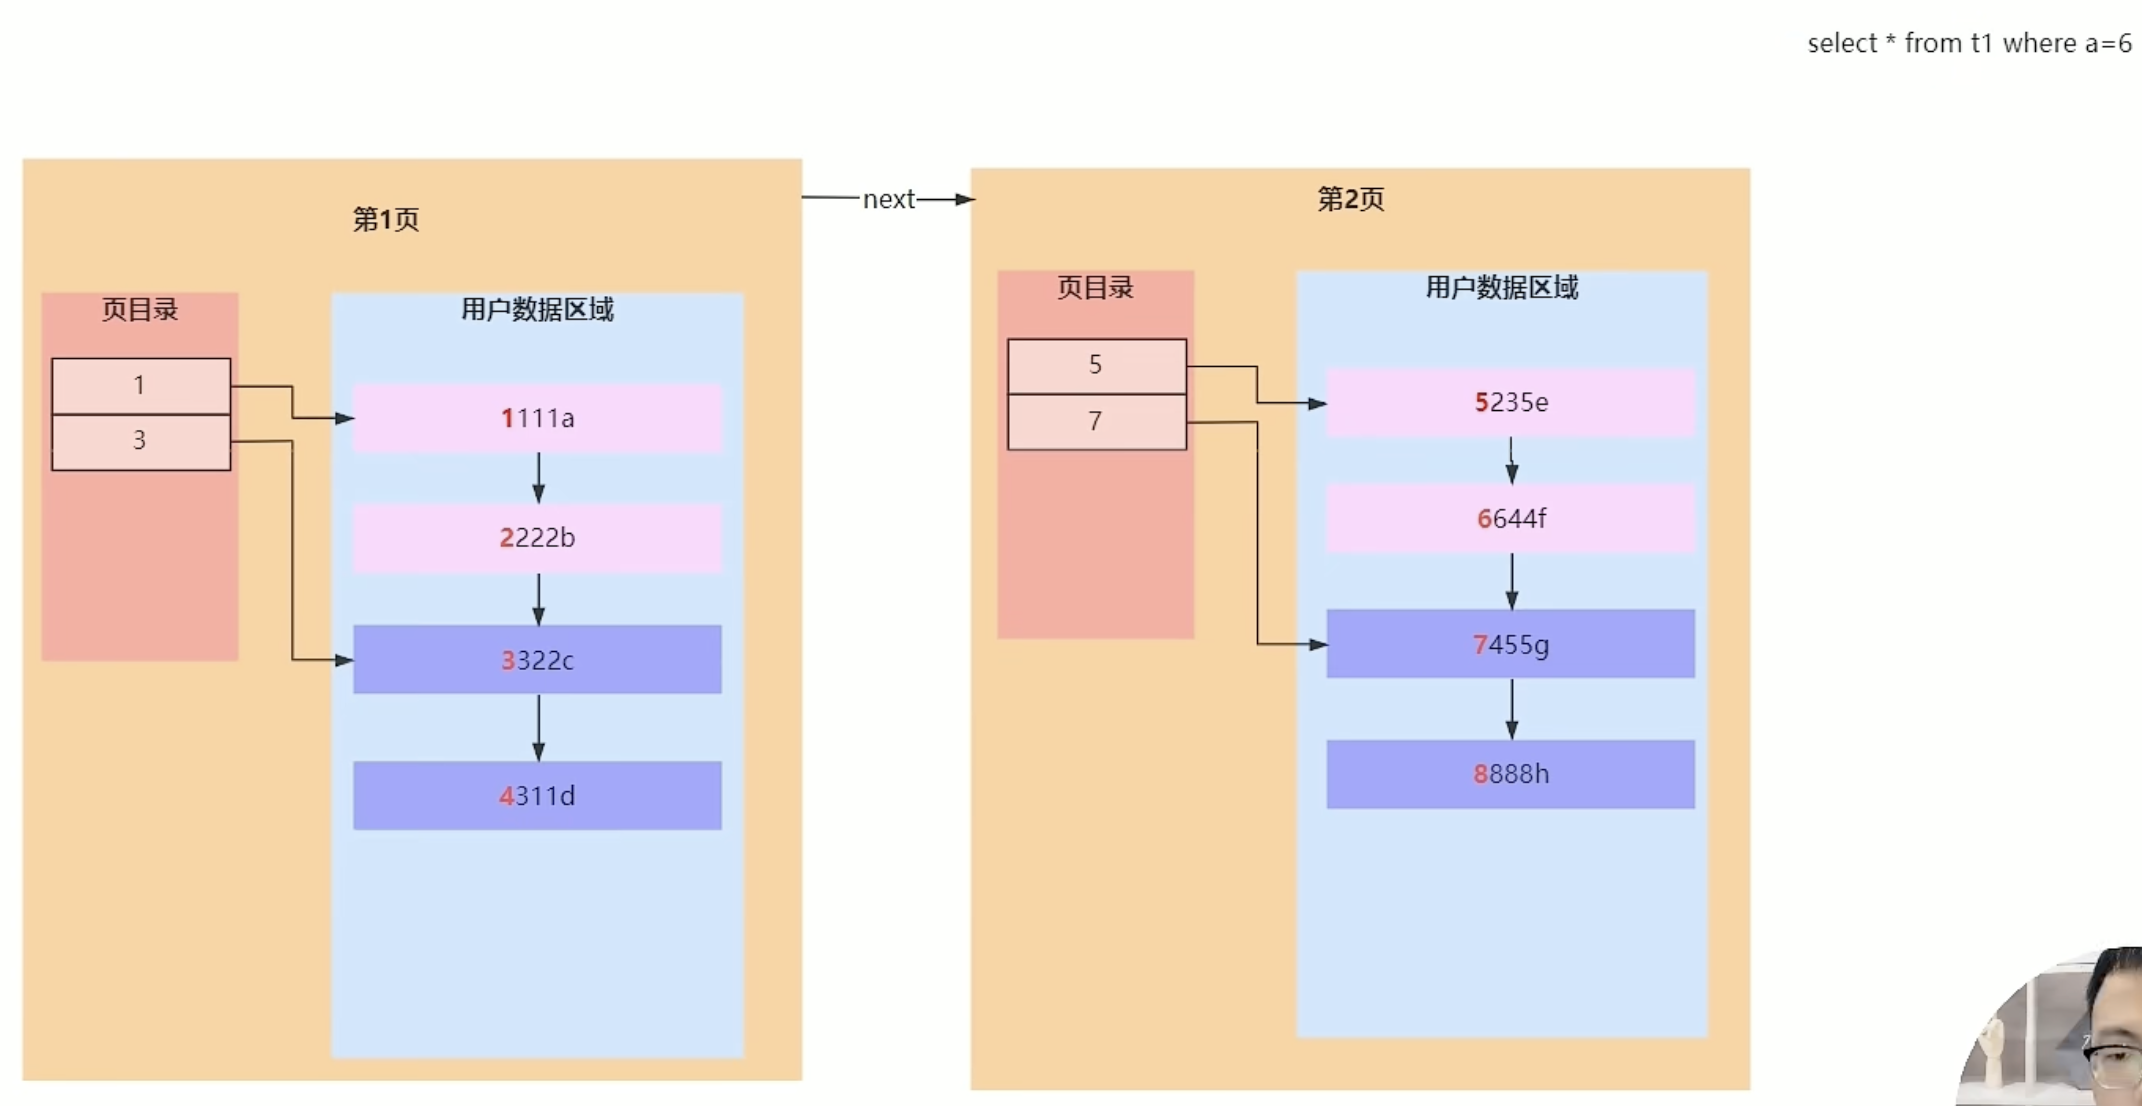 select * from t1 where a=6
第1页
next
第2页
页目录
用户数据区域
1
3
1111a
2222b
3322c
4311d
页目录
用户数据区域
5
7
5235e
6644f
7455g
8888h